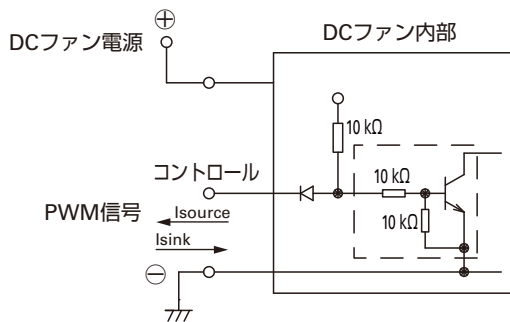 ⊕
DCファン電源
DCファン内部
10 kΩ
コントロール
10 kΩ
PWM信号
Isource
10 kΩ
Isink
⊖